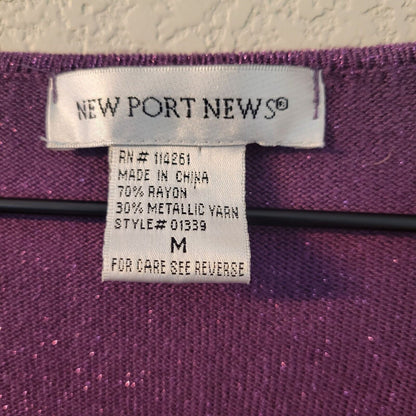 NEW PORT NEWS®
RN # 114261
MADE IN CHINA
70% RAYON
30% METALLIC YARN
STYLE# 01339
M
FOR CARE SEE REVERSE